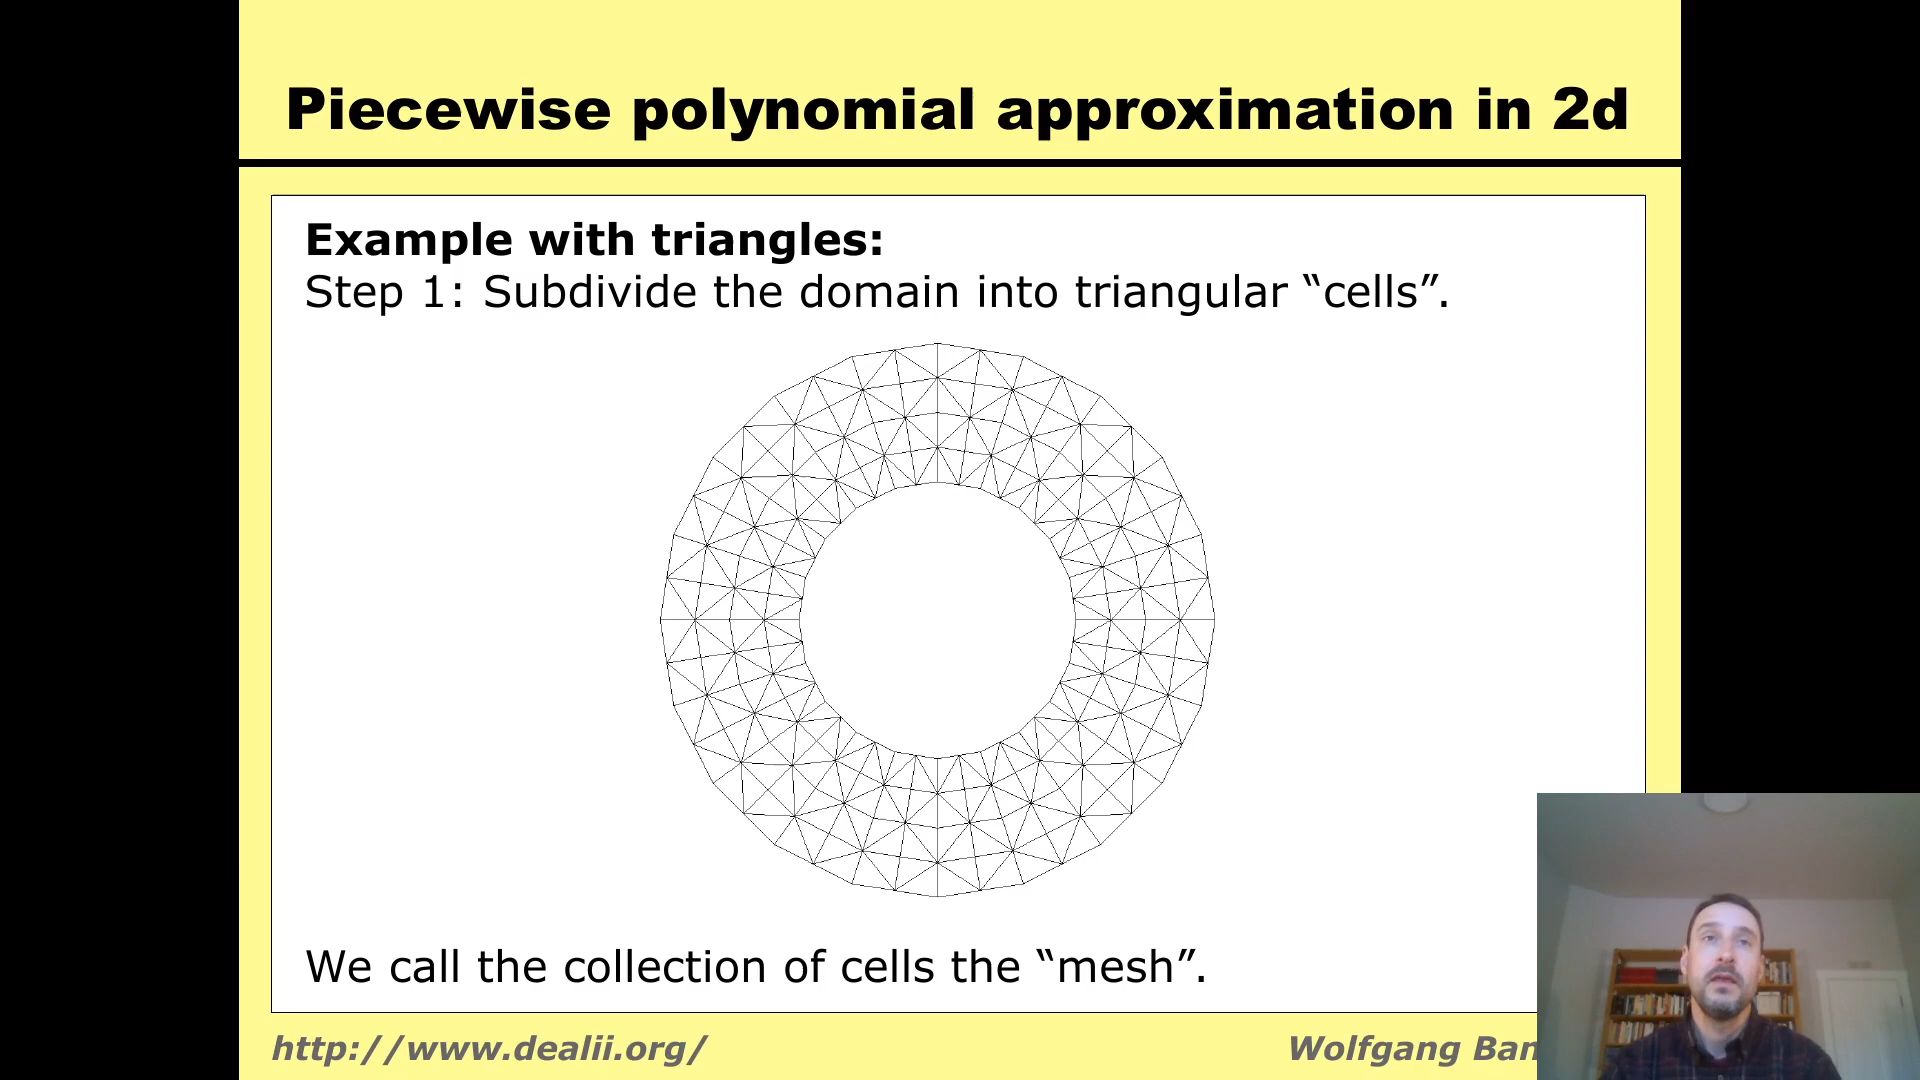 Piecewise polynomial approximation in 2d
Example with triangles:
Step 1: Subdivide the domain into triangular “cells”.
We call the collection of cells the “mesh”.
http://www.dealii.org/
Wolfgang